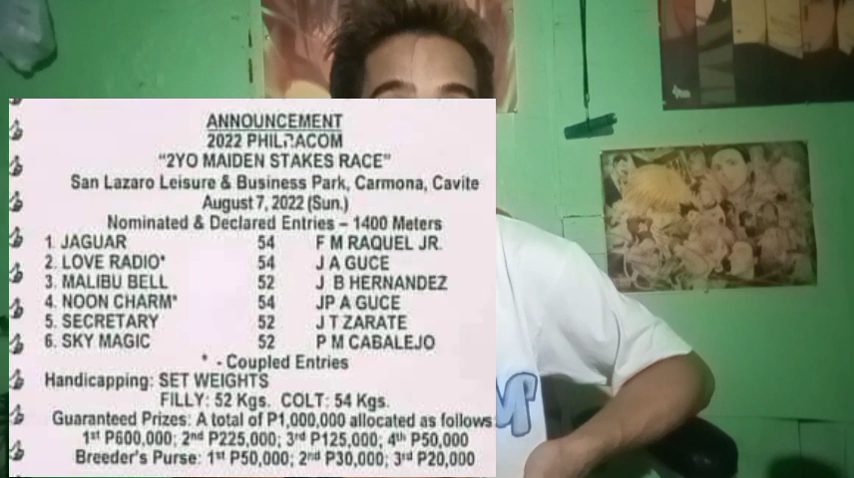 ANNOUNCEMENT
2022 PHILRACOM
"2YO MAIDEN STAKES RACE"
San Lazaro Leisure & Business Park, Carmona, Cavite
August 7, 2022 (Sun.)
Nominated & Declared Entries – 1400 Meters
1. JAGUAR 54 F M RAQUEL JR.
2. LOVE RADIO* 54 J A GUCE
3. MALIBU BELL 52 J B HERNANDEZ
4. NOON CHARM* 54 JP A GUCE
5. SECRETARY 52 J T ZARATE
6. SKY MAGIC 52 P M CABALEJO
* - Coupled Entries
Handicapping: SET WEIGHTS
FILLY: 52 Kgs. COLT: 54 Kgs.
Guaranteed Prizes: A total of P1,000,000 allocated as follows
1st P600,000; 2nd P225,000; 3rd P125,000; 4th P50,000
Breeder's Purse: 1st P50,000; 2nd P30,000; 3rd P20,000